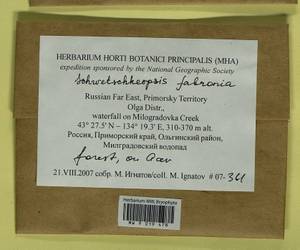 HERBARIUM HORTI BOTANICI PRINCIPALIS (MHA)
expedition sponsored by the National Geographic Society
Schwetschkeopsis fabronia
Russian Far East, Primorsky Territory
Olga Distr.,
waterfall on Milogradovka Creek
43° 27.5' N – 134° 19.3' E, 310-370 m alt.
Россия, Приморский край, Ольгинский район,
Милградовский водопад
forest, on Acer
21.VIII.2007 собр. М. Игнатов/coll. M. Ignatov # 07-341
Herbarium MW, Bryophyta